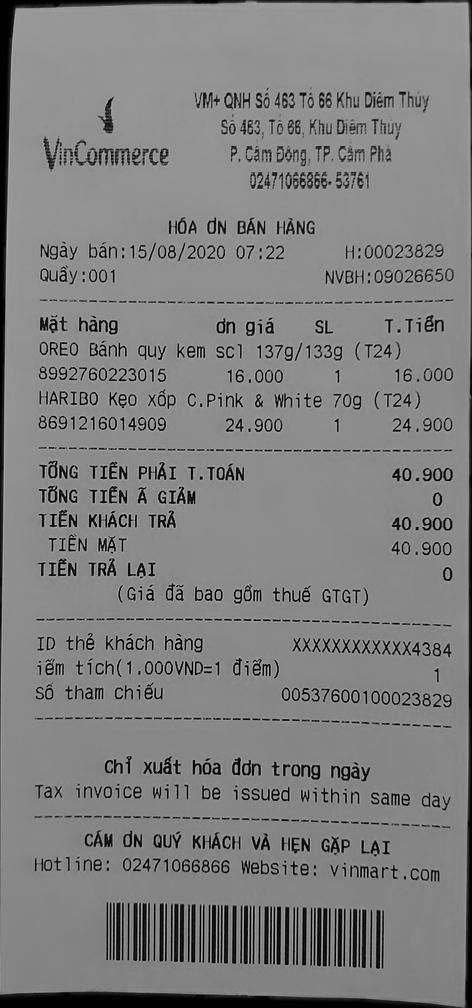 VinCommerce
VM+ QNH Số 463 Tổ 66 Khu Diêm Thủy
Số 463, Tổ 66, Khu Diêm Thủy
P. Cẩm Đông, TP. Cẩm Phả
02471066866-53761
HÓA ƠN BÁN HÀNG
Ngày bán:15/08/2020 07:22 H:00023829
Quầy:001 NVBH:09026650
Mặt hàng ơn giá SL T.Tiền
OREO Bánh quy kem scl 137g/133g (T24)
8992760223015 16.000 1 16.000
HARIBO Kẹo xốp C.Pink & White 70g (T24)
8691216014909 24.900 1 24.900
TỔNG TIỀN PHẢI T.TOÁN 40.900
TỔNG TIỀN Ã GIẢM 0
TIỀN KHÁCH TRẢ 40.900
TIỀN MẶT 40.900
TIỀN TRẢ LẠI 0
(Giá đã bao gồm thuế GTGT)
ID thẻ khách hàng XXXXXXXXXXXX4384
iểm tích(1.000VND=1 điểm) 1
Số tham chiếu 00537600100023829
Chỉ xuất hóa đơn trong ngày
Tax invoice will be issued within same day
CÁM ƠN QUÝ KHÁCH VÀ HẸN GẶP LẠI
Hotline: 02471066866 Website: vinmart.com